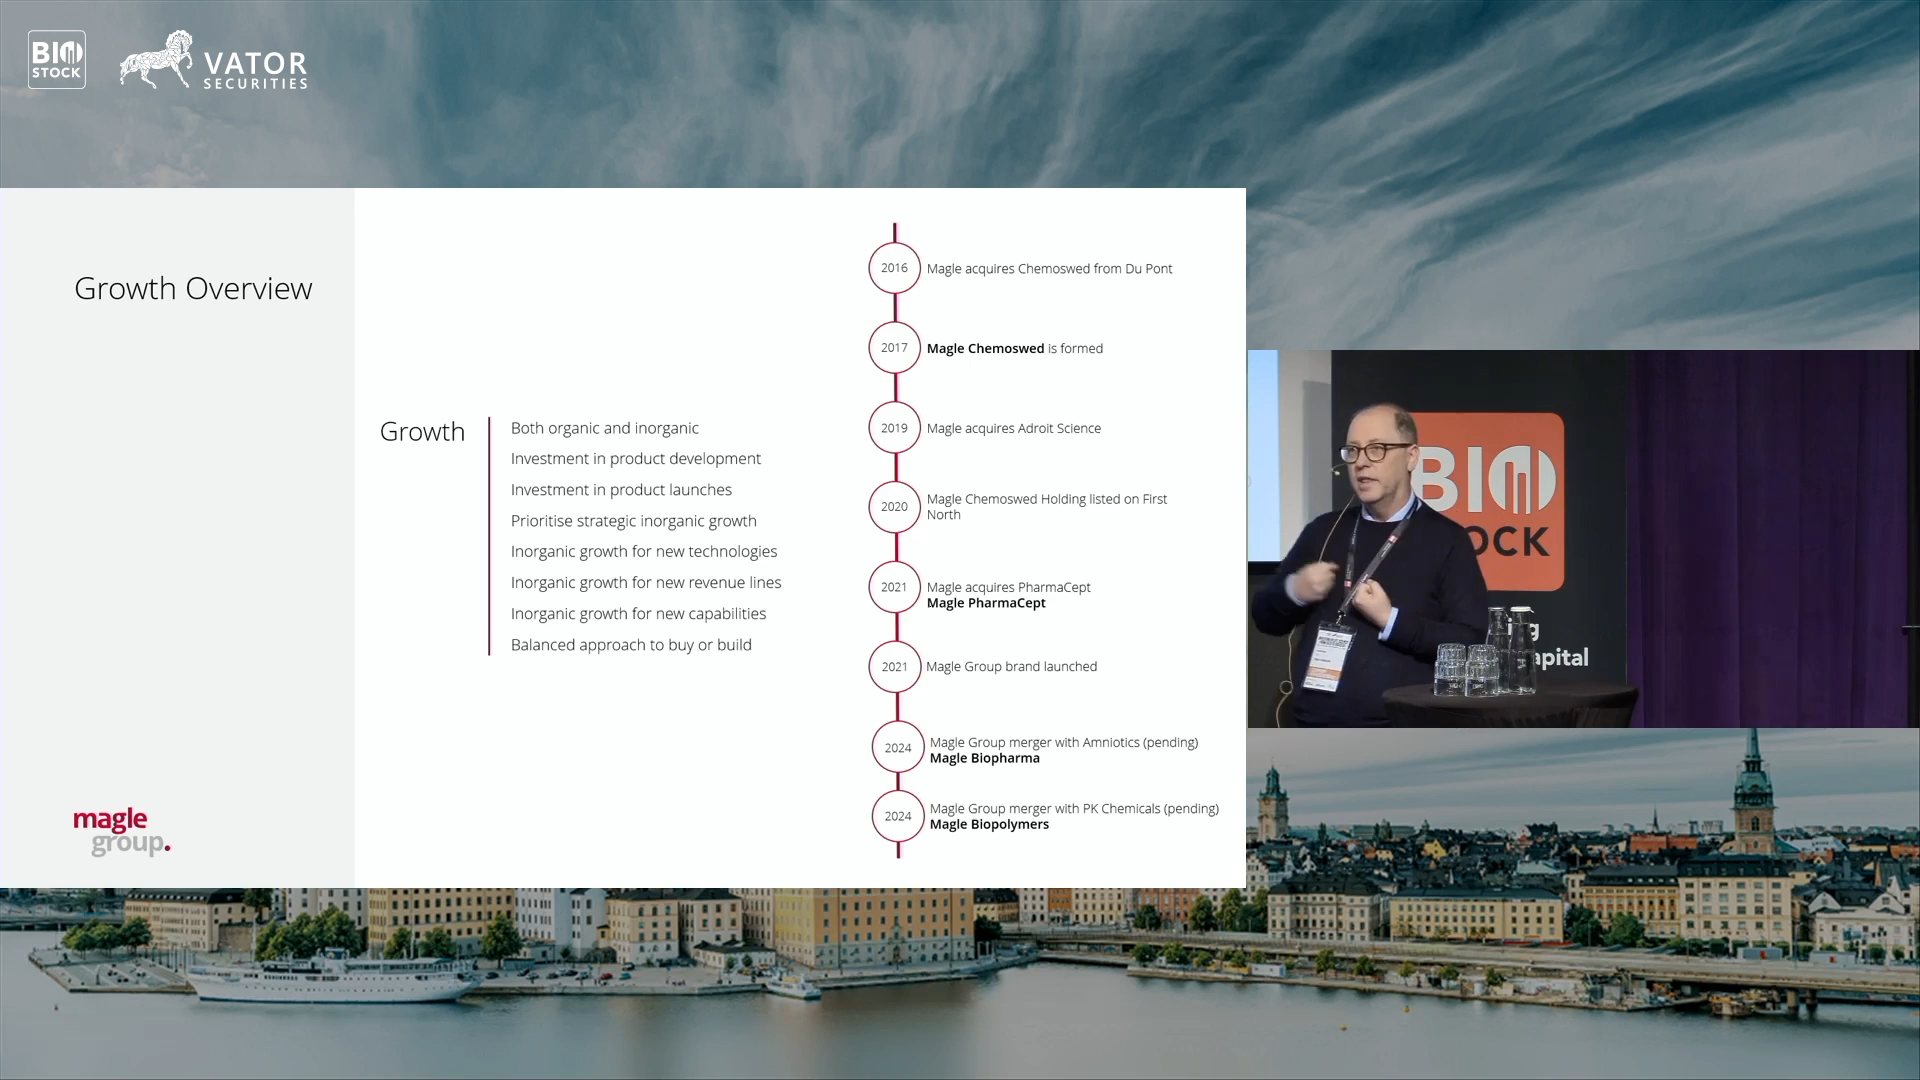 BIO
STOCK
VATOR
SECURITIES
Growth Overview
Growth
Both organic and inorganic
Investment in product development
Investment in product launches
Prioritise strategic inorganic growth
Inorganic growth for new technologies
Inorganic growth for new revenue lines
Inorganic growth for new capabilities
Balanced approach to buy or build
2016
Magle acquires Chemoswed from Du Pont
2017
Magle Chemoswed is formed
2019
Magle acquires Adroit Science
2020
Magle Chemoswed Holding listed on First
North
2021
Magle acquires PharmaCept
Magle PharmaCept
2021
Magle Group brand launched
2024
Magle Group merger with Amniotics (pending)
Magle Biopharma
2024
Magle Group merger with PK Chemicals (pending)
Magle Biopolymers
magle
group.
BIO
OCK
ing
apital